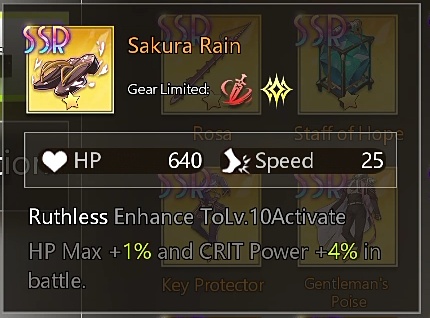 SSR
Sakura Rain
Gear Limited:
Rosa
Staff of Hope
HP 640 Speed 25
SSR SSR
Ruthless Enhance ToLv.10Activate
HP Max +1% and CRIT Power +4% in
battle.
Key Protector
Gentleman's
Poise